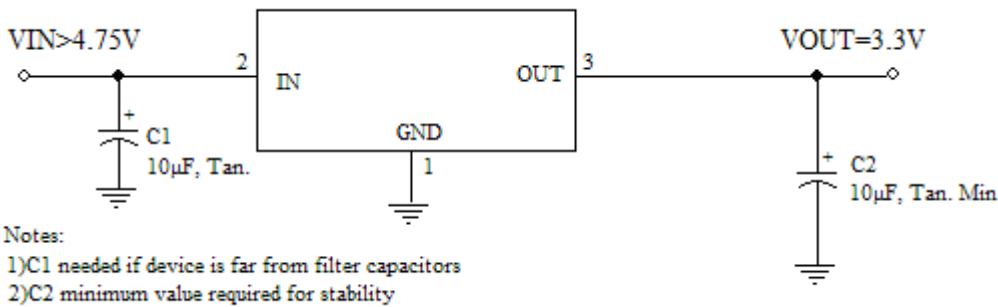 VIN>4.75V
VOUT=3.3V
2
IN
OUT
3
GND
1
+
C1
10μF, Tan.
+
C2
10μF, Tan. Min
Notes:
1)C1 needed if device is far from filter capacitors
2)C2 minimum value required for stability